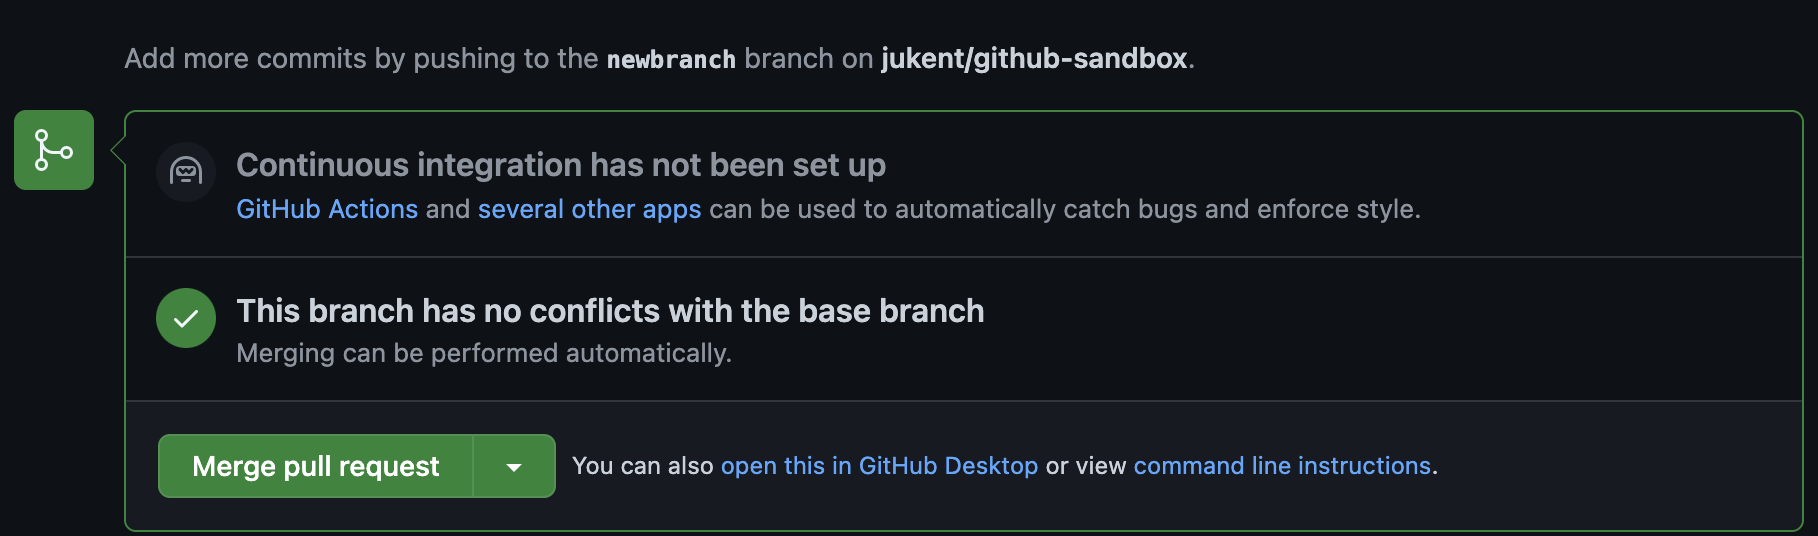 Add more commits by pushing to the newbranch branch on jukent/github-sandbox.
Continuous integration has not been set up
GitHub Actions and several other apps can be used to automatically catch bugs and enforce style.
This branch has no conflicts with the base branch
Merging can be performed automatically.
Merge pull request You can also open this in GitHub Desktop or view command line instructions.